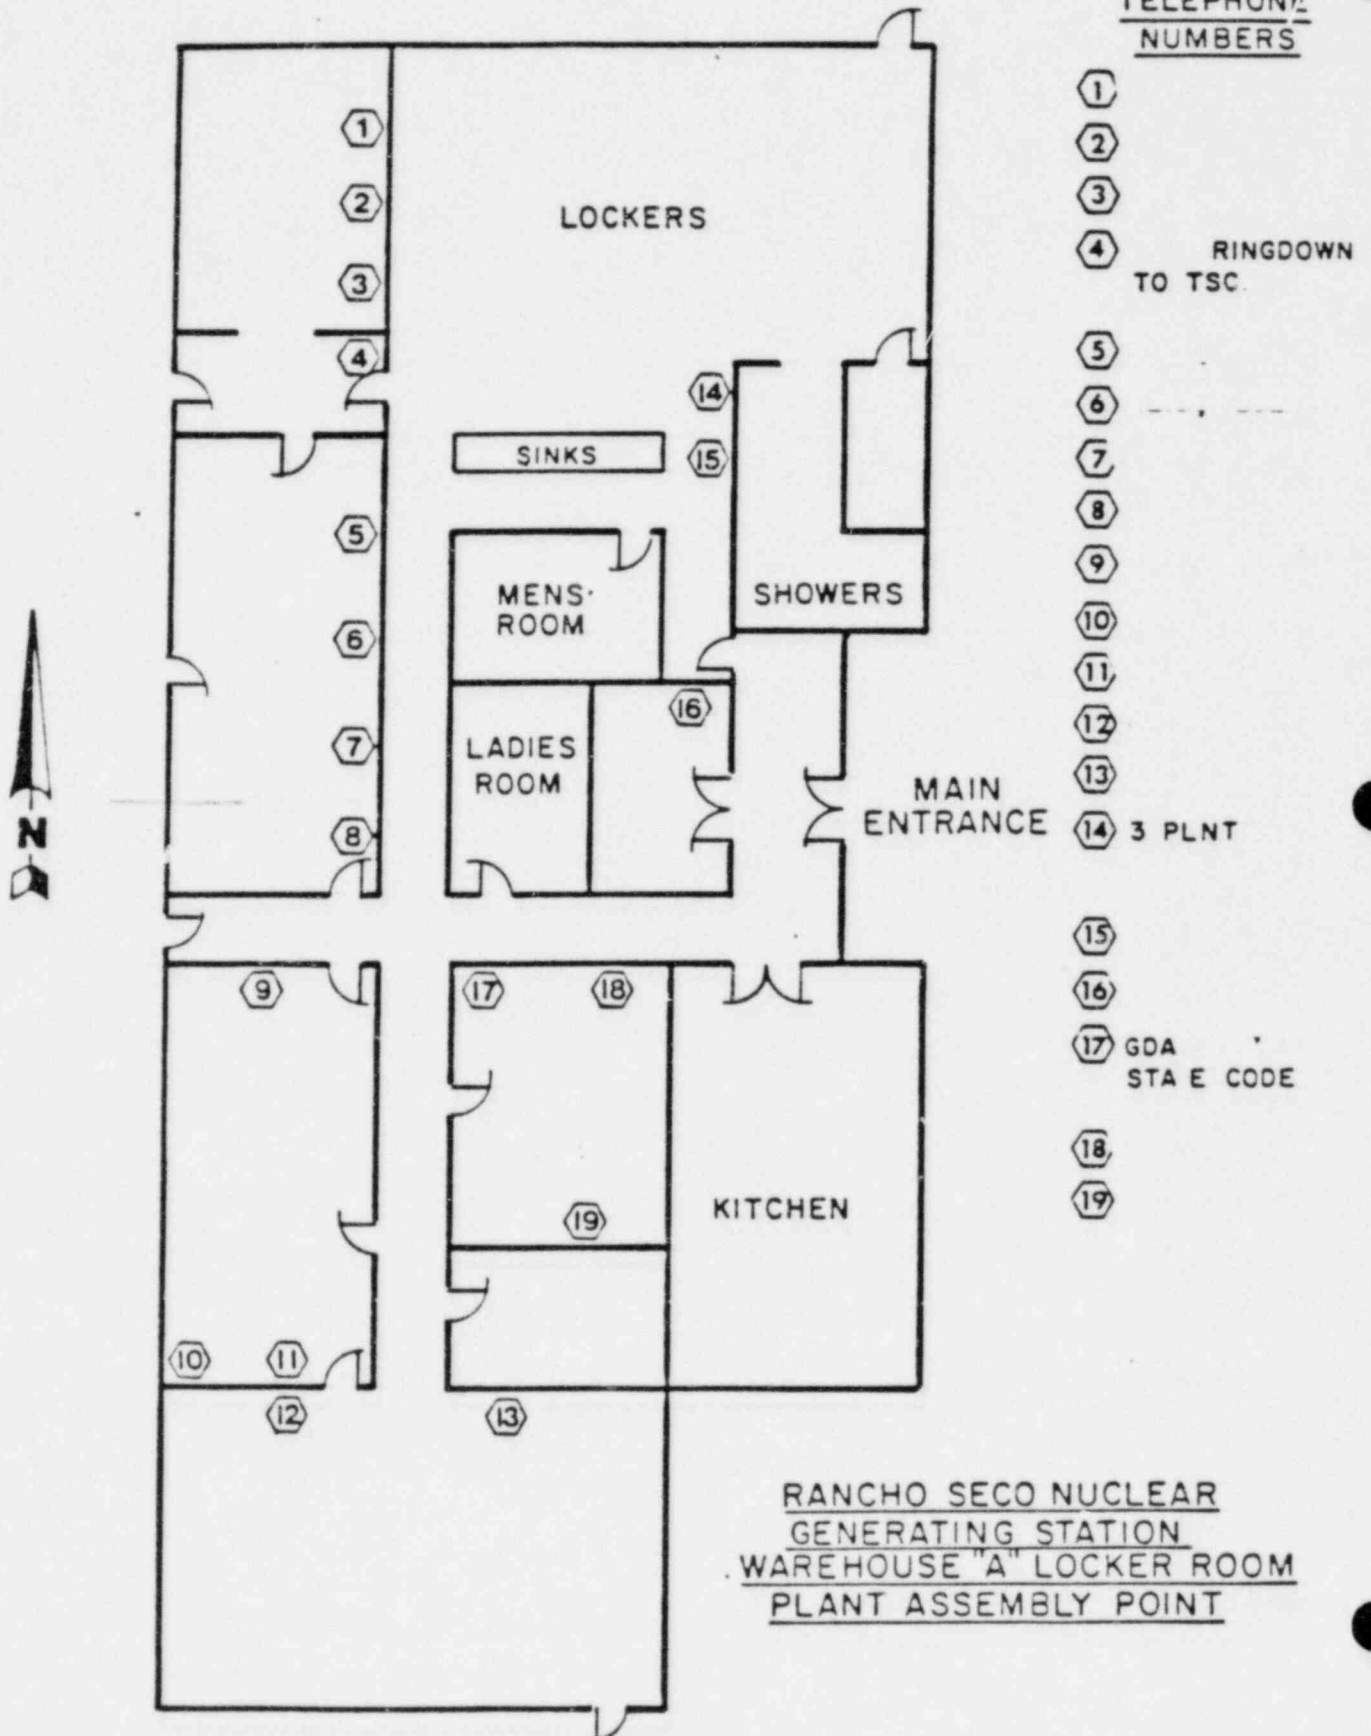 TELEPHONE
NUMBERS
1
2
3
4 RINGDOWN
TO TSC
5
6
7
8
9
10
11
12
13
14 3 PLNT
15
16
17 GDA
STA E CODE
18
19
1
2
3
4
LOCKERS
14
15
SINKS
5
6
7
8
MENS
ROOM
SHOWERS
16
LADIES
ROOM
MAIN
ENTRANCE
N
9
17
18
19
KITCHEN
10
11
12
13
RANCHO SECO NUCLEAR
GENERATING STATION
WAREHOUSE "A" LOCKER ROOM
PLANT ASSEMBLY POINT